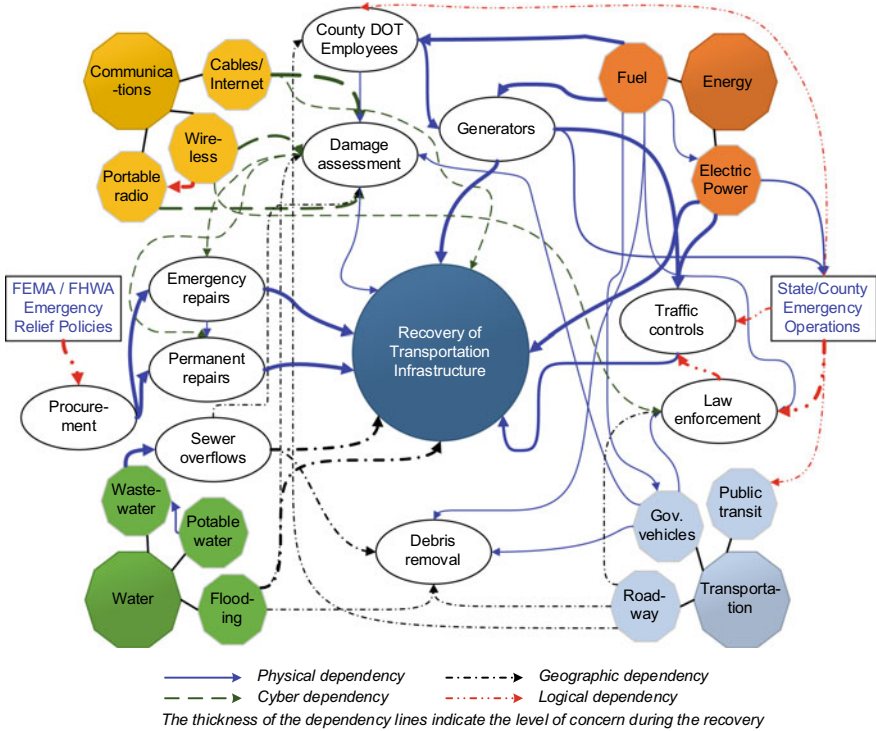 County DOT
Employees
Communica
-tions
Cables/
Internet
Fuel
Energy
Wire-
less
Damage
assessment
Generators
Portable
radio
Electric
Power
FEMA / FHWA
Emergency
Relief Policies
Emergency
repairs
Recovery of
Transportation
Infrastructure
Traffic
controls
State/County
Emergency
Operations
Permanent
repairs
Procure-
ment
Law
enforcement
Sewer
overflows
Waste-
water
Potable
water
Gov.
vehicles
Public
transit
Debris
removal
Water
Flood-
ing
Road-
way
Transporta-
tion
Physical dependency
Geographic dependency
Cyber dependency
Logical dependency
The thickness of the dependency lines indicate the level of concern during the recovery